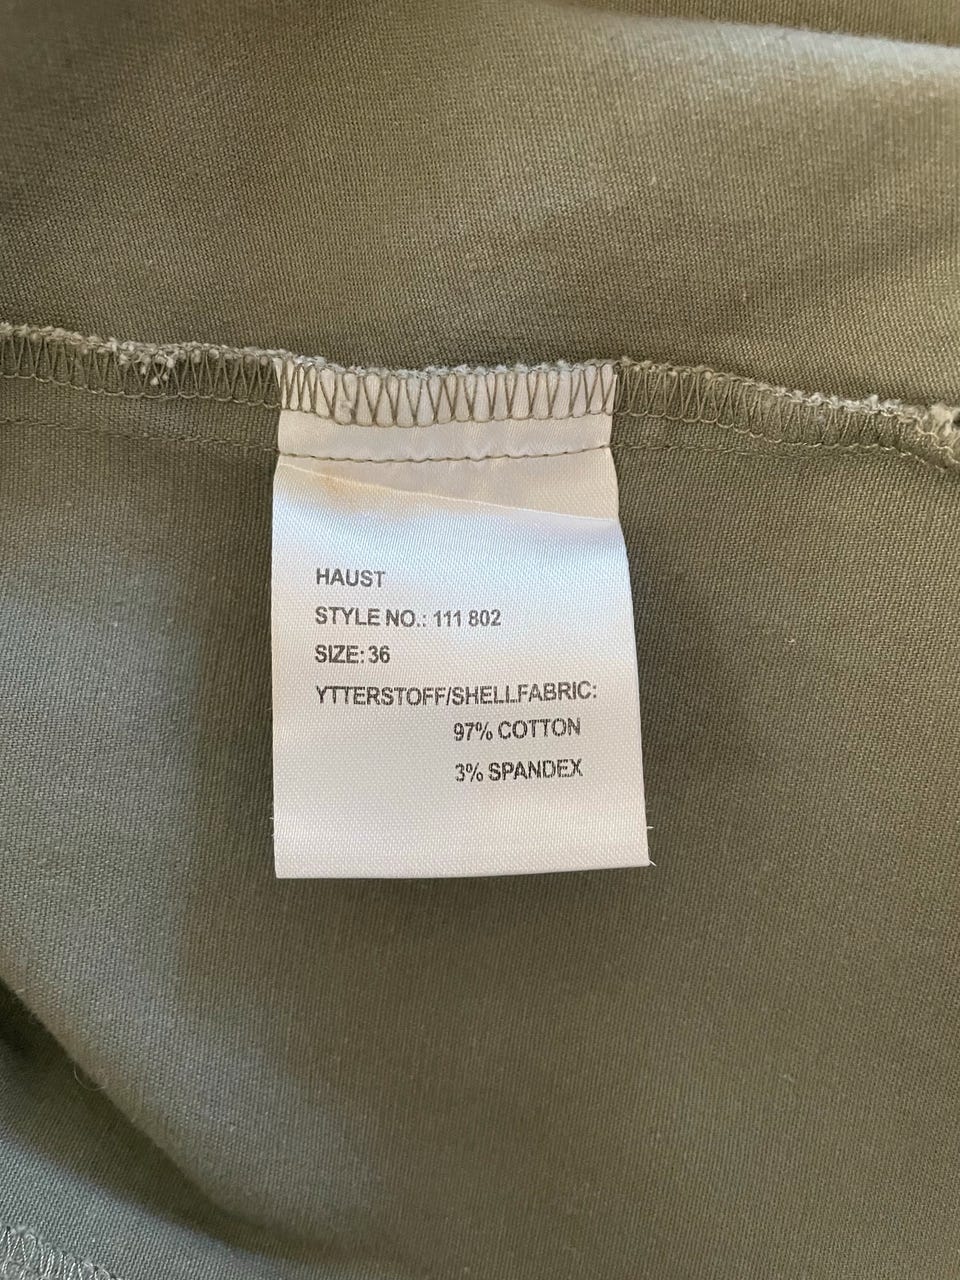 HAUST
STYLE NO.: 111 802
SIZE: 36
YTTERSTOFF/SHELLFABRIC:
97% COTTON
3% SPANDEX